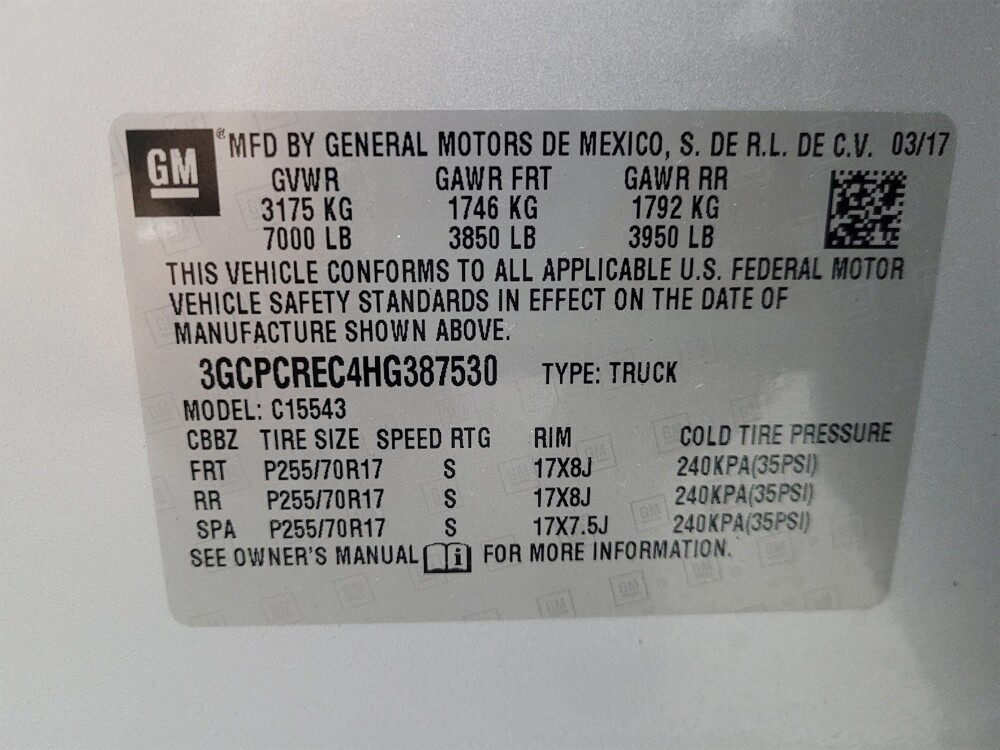 GM ® MFD BY GENERAL MOTORS DE MEXICO, S. DE R.L. DE C.V. 03/17
GVWR GAWR FRT GAWR RR
3175 KG 1746 KG 1792 KG
7000 LB 3850 LB 3950 LB
THIS VEHICLE CONFORMS TO ALL APPLICABLE U.S. FEDERAL MOTOR
VEHICLE SAFETY STANDARDS IN EFFECT ON THE DATE OF
MANUFACTURE SHOWN ABOVE.
3GCPCREC4HG387530 TYPE: TRUCK
MODEL: C15543
CBBZ TIRE SIZE SPEED RTG RIM COLD TIRE PRESSURE
FRT P255/70R17 S 17X8J 240KPA(35PSI)
RR P255/70R17 S 17X8J 240KPA(35PSI)
SPA P255/70R17 S 17X7.5J 240KPA(35PSI)
SEE OWNER'S MANUAL i FOR MORE INFORMATION.